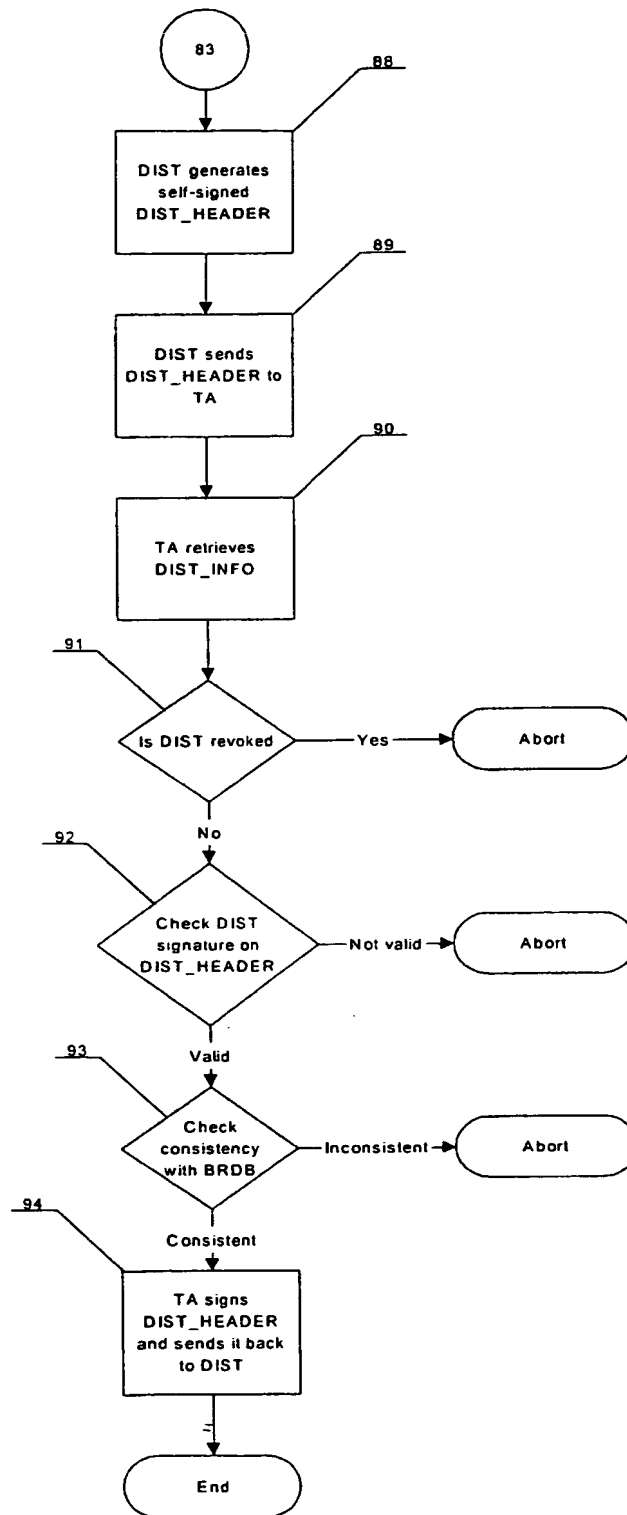 83
88
DIST generates
self-signed
DIST_HEADER
89
DIST sends
DIST_HEADER to
TA
90
TA retrieves
DIST_INFO
91
Is DIST revoked
Yes
Abort
No
92
Check DIST
signature on
DIST_HEADER
Not valid
Abort
Valid
93
Check
consistency
with BRDB
Inconsistent
Abort
Consistent
94
TA signs
DIST_HEADER
and sends it back
to DIST
End